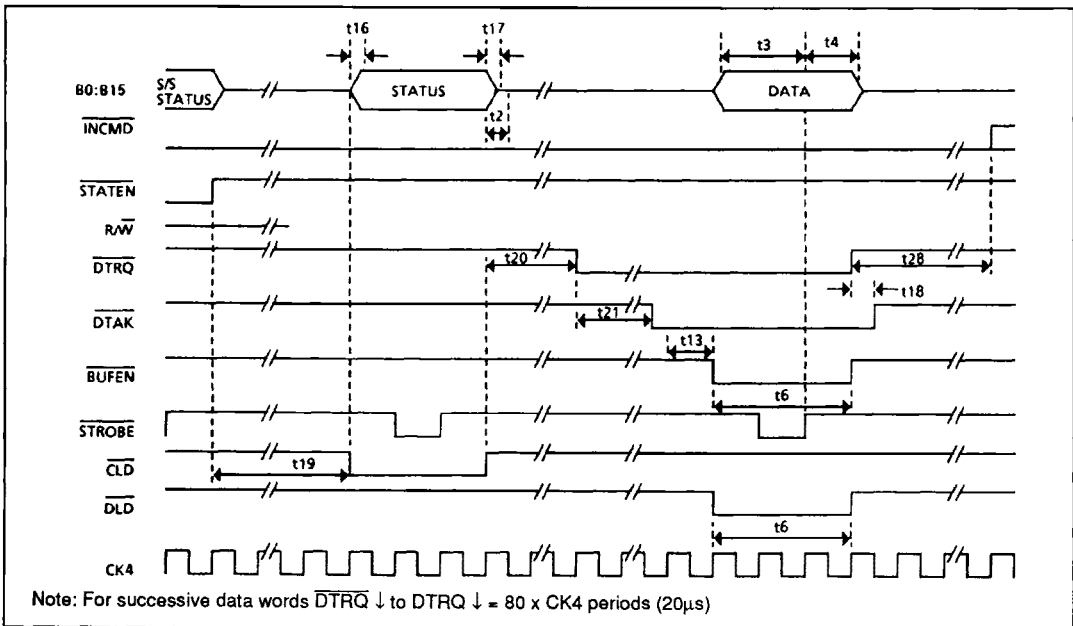 t16 t17 t3 t4
B0:B15 S/S STATUS STATUS DATA
t2
INCMD
STATEN
R/W
DTRQ t20 t28
t18
DTAK t21
t13
BUFEN
t6
STROBE
CLD t19
DLD
t6
CK4
Note: For successive data words DTRQ ↓ to DTRQ ↓ = 80 x CK4 periods (20µs)